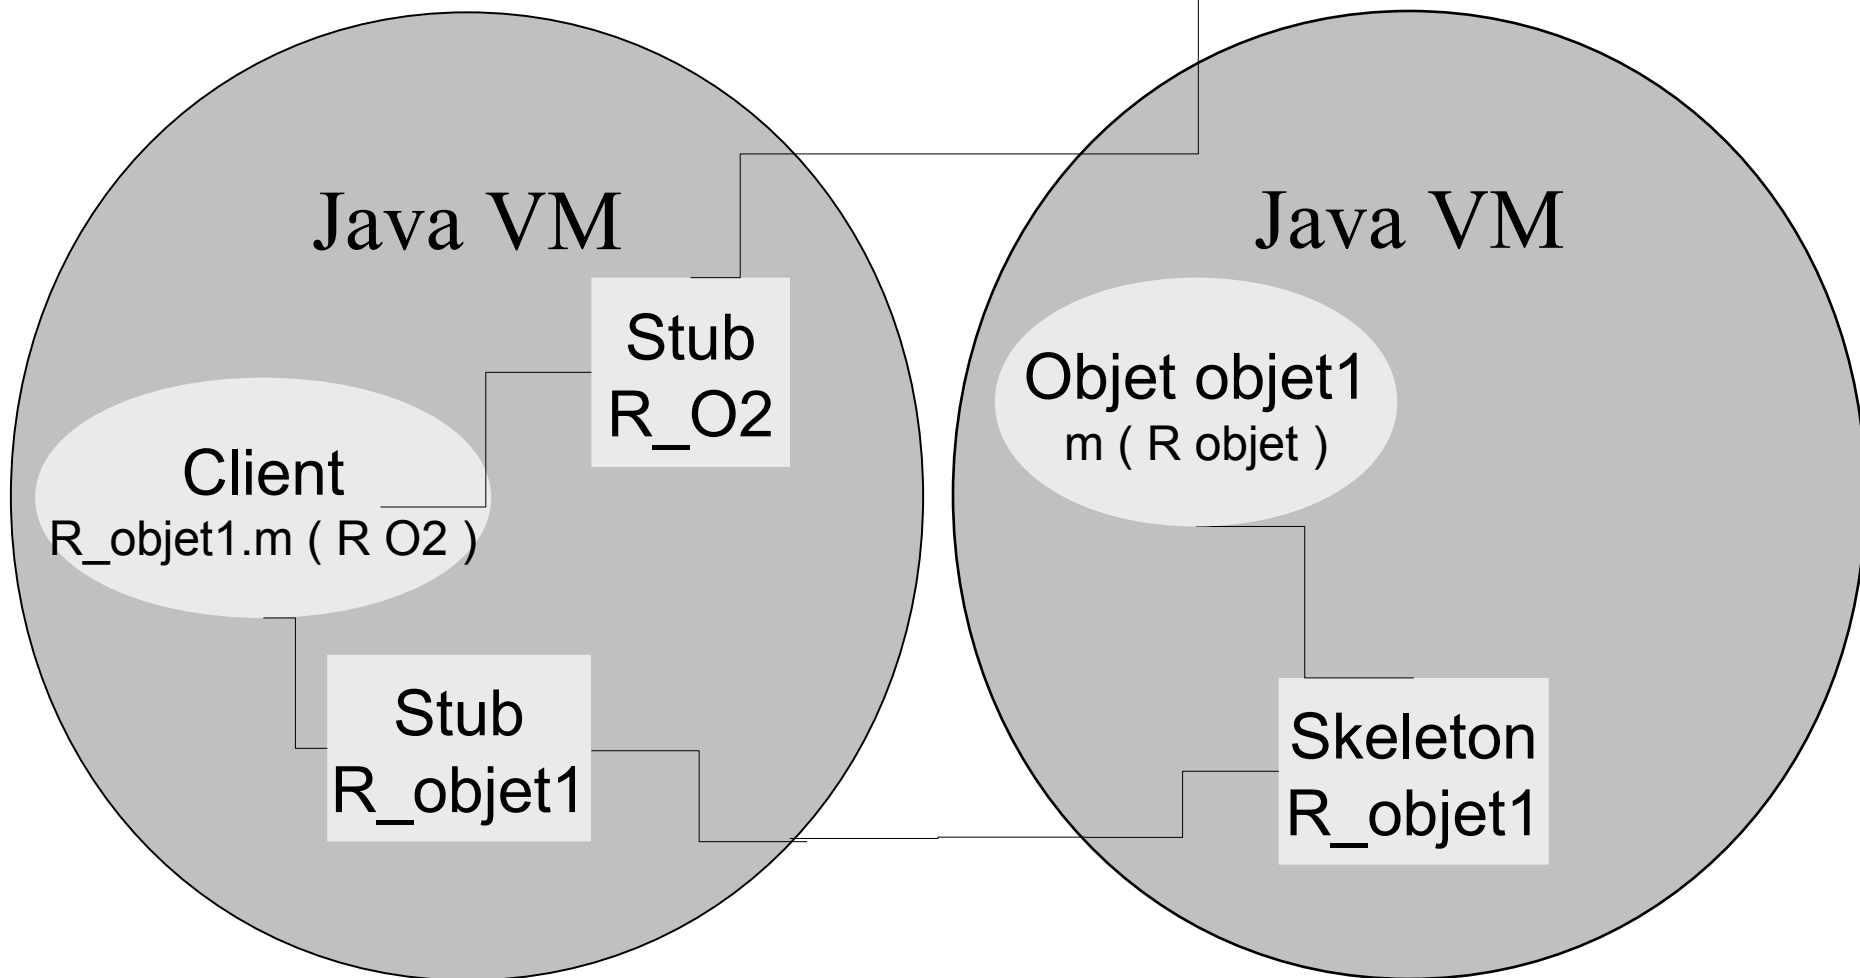 Java VM
Stub
R_O2
Client
R_objet1.m ( R O2 )
Stub
R_objet1
Java VM
Objet objet1
m ( R objet )
Skeleton
R_objet1